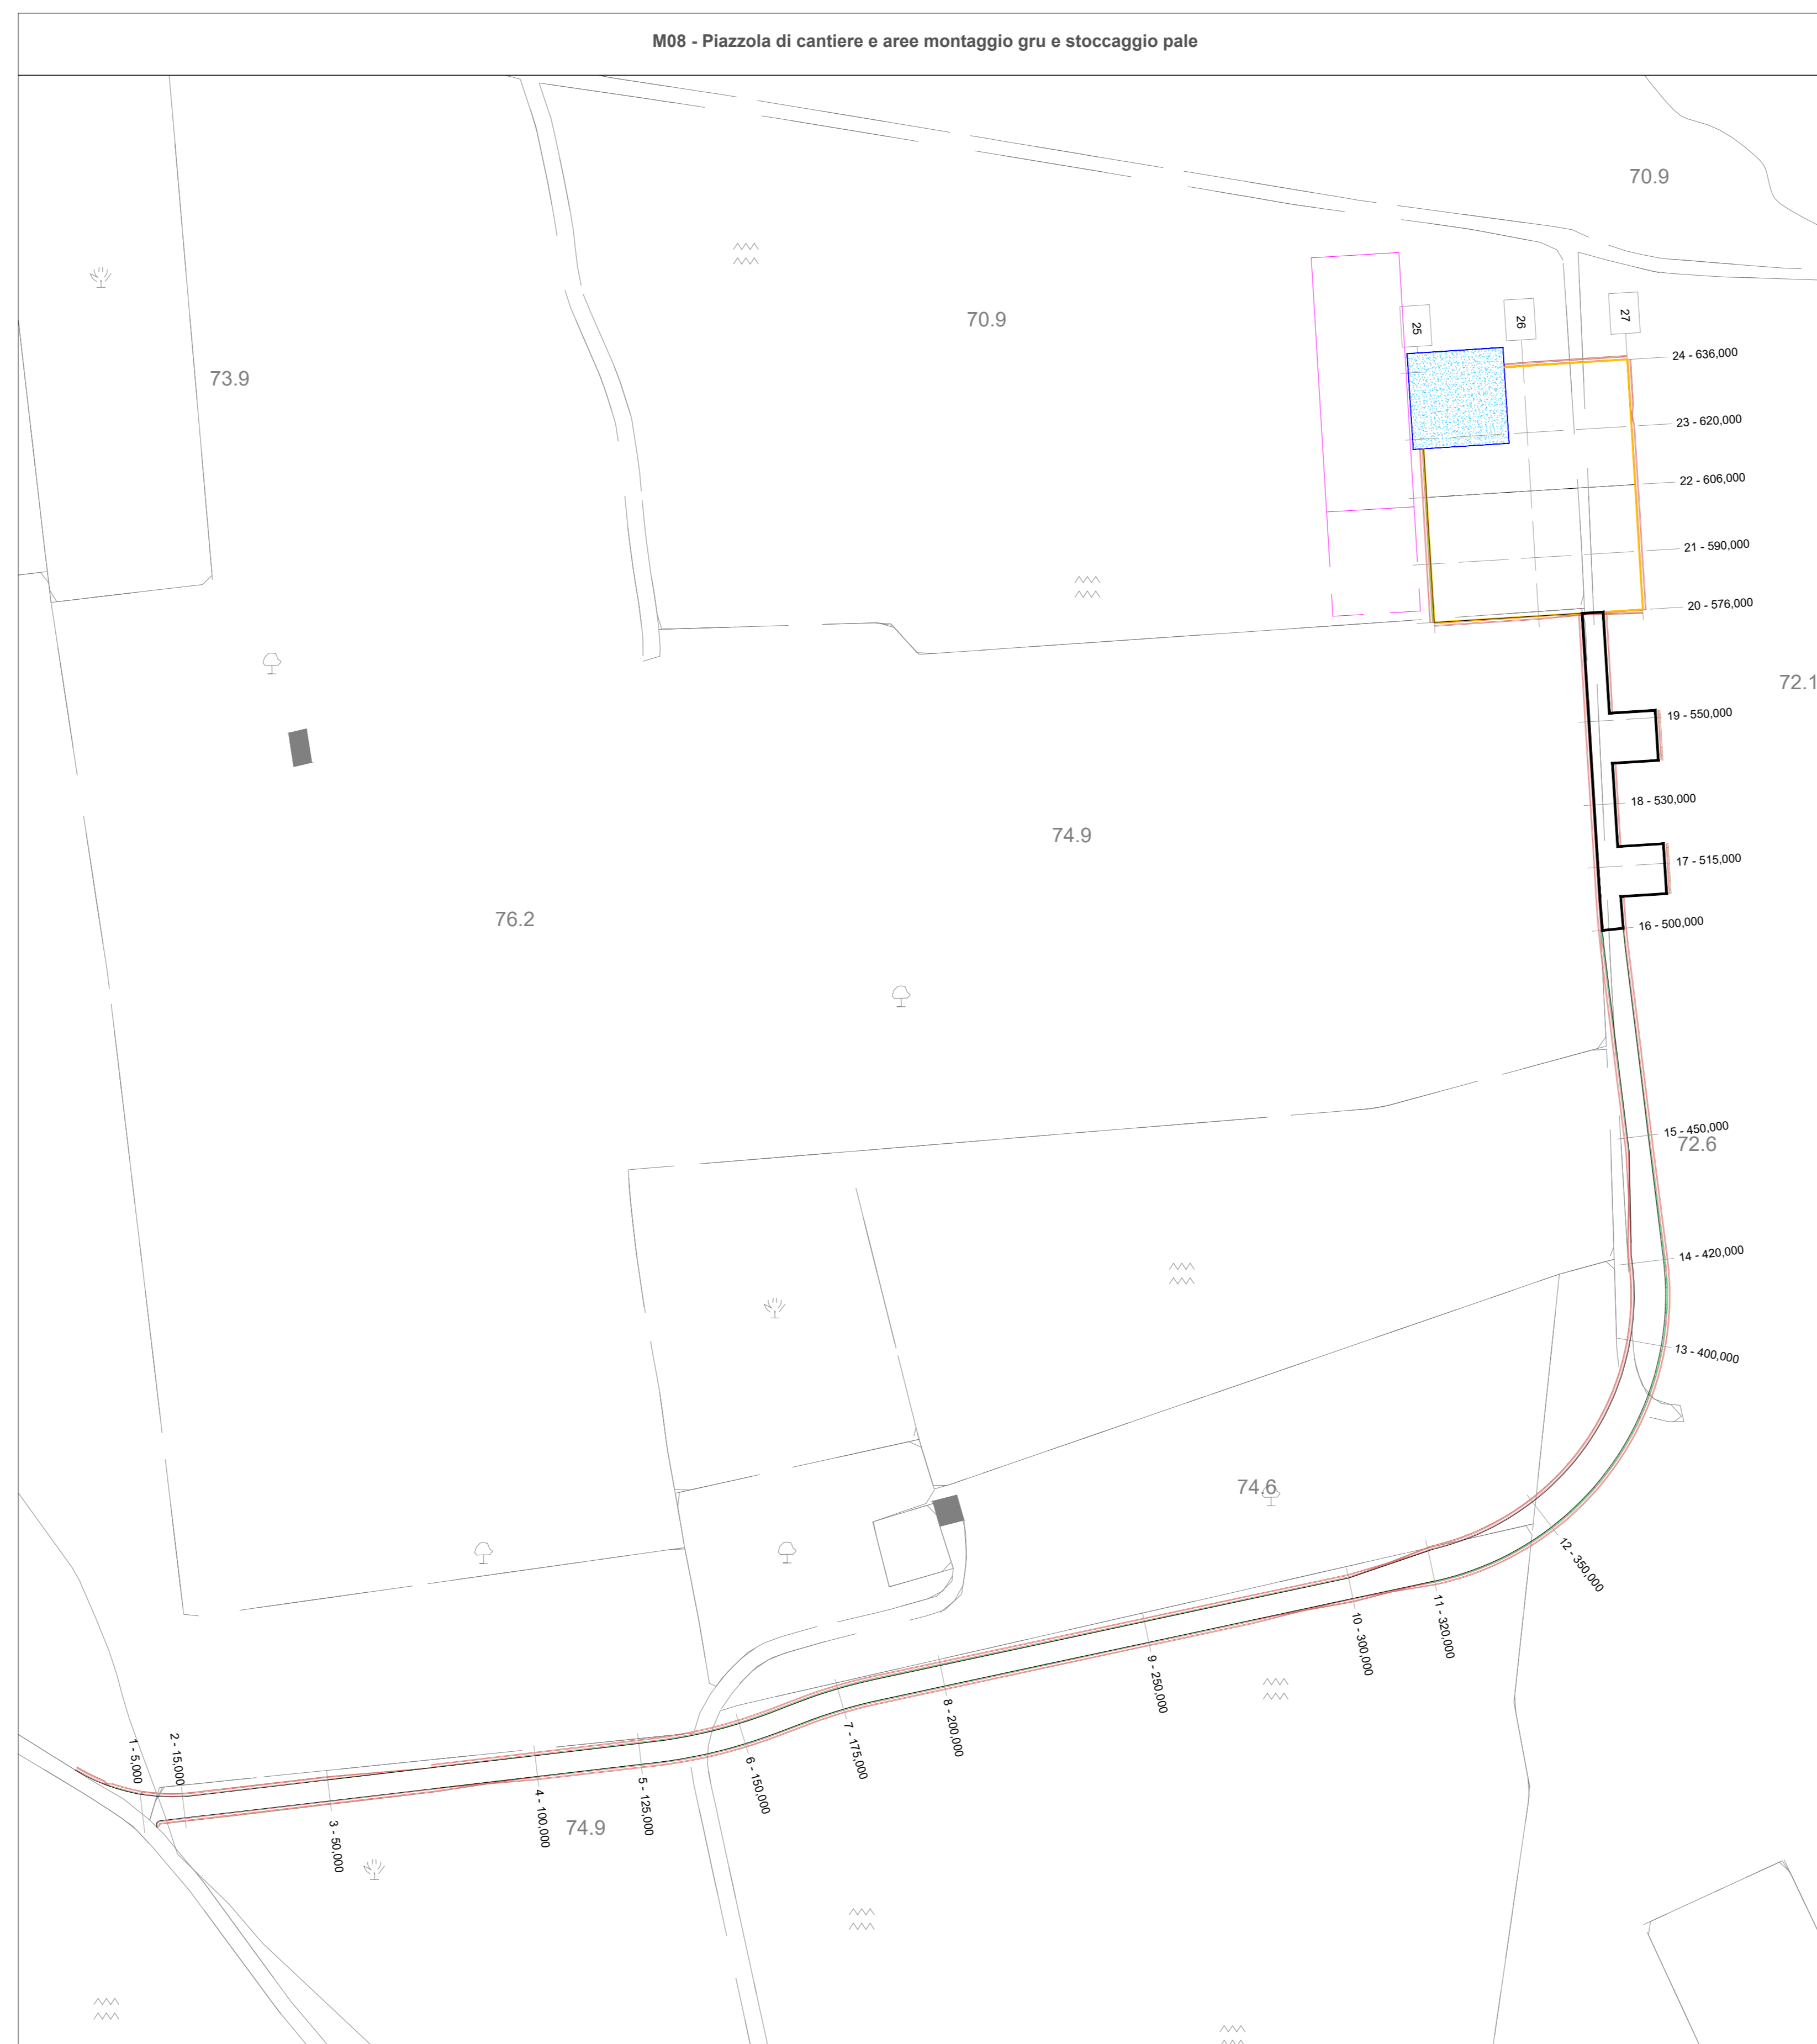 M08 - Piazzola di cantiere e aree montaggio gru e stoccaggio pale
70.9
70.9
73.9
25
26
27
24 - 636,000
23 - 620,000
22 - 606,000
21 - 590,000
20 - 576,000
72.1
19 - 550,000
18 - 530,000
74.9
17 - 515,000
76.2
16 - 500,000
15 - 450,000
72.6
14 - 420,000
13 - 400,000
74.6
12 - 350,000
11 - 320,000
10 - 300,000
9 - 250,000
8 - 200,000
7 - 175,000
6 - 150,000
5 - 125,000
4 - 100,000
3 - 50,000
2 - 15,000
1 - 5,000
74.9